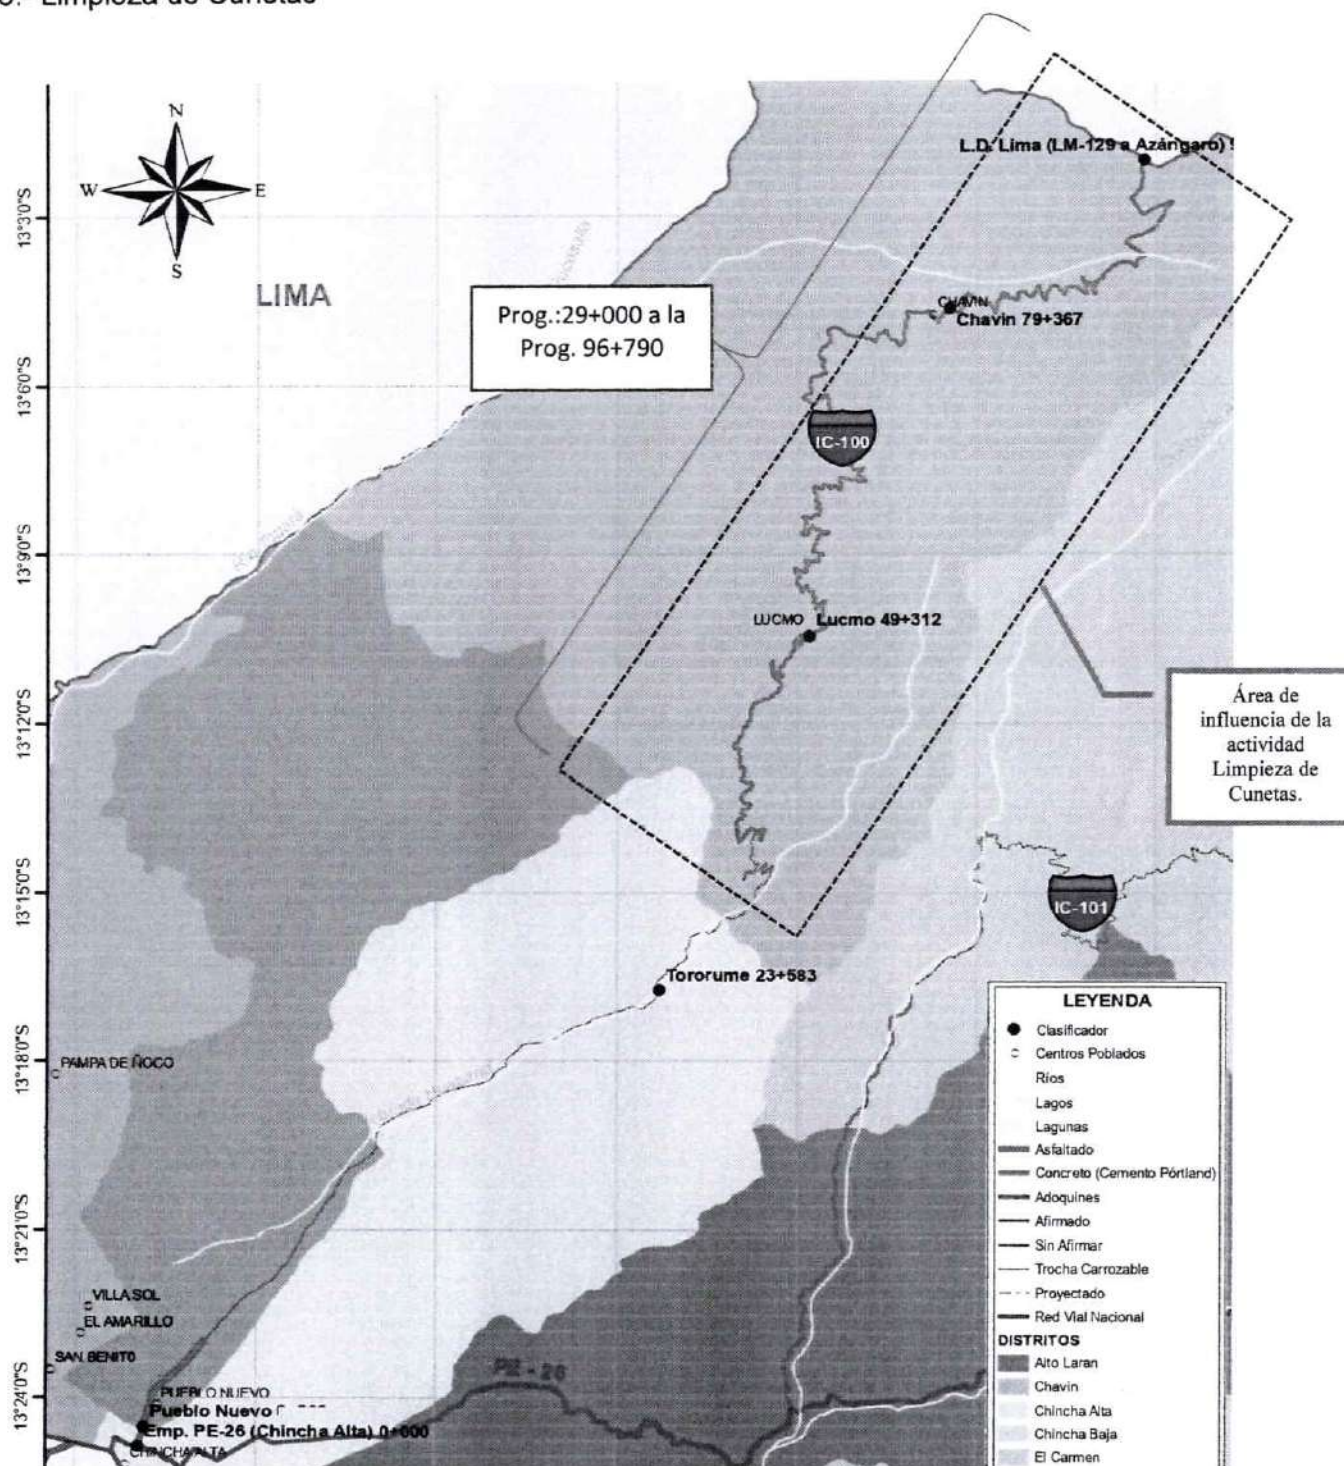 Limpieza de Cunetas
N
W
E
S
LIMA
L.D. Lima (LM-129 a Azángaro)
13°3'0"S
Prog.:29+000 a la
Prog. 96+790
CHAVIN
Chavin 79+367
13°6'0"S
IC-100
13°9'0"S
LUCMO
Lucmo 49+312
13°12'0"S
Área de
influencia de la
actividad
Limpieza de
Cunetas.
13°15'0"S
IC-101
Tororume 23+583
13°18'0"S
PAMPA DE ÑOCO
13°21'0"S
VILLA SOL
EL AMARILLO
SAN BENITO
PE - 26
13°24'0"S
PUEBLO NUEVO
Pueblo Nuevo
Emp. PE-26 (Chincha Alta) 0+000
CHINCHA ALTA
LEYENDA
Clasificador
Centros Poblados
Ríos
Lagos
Lagunas
Asfaltado
Concreto (Cemento Pórtland)
Adoquines
Afirmado
Sin Afirmar
Trocha Carrozable
Proyectado
Red Vial Nacional
DISTRITOS
Alto Laran
Chavin
Chincha Alta
Chincha Baja
El Carmen